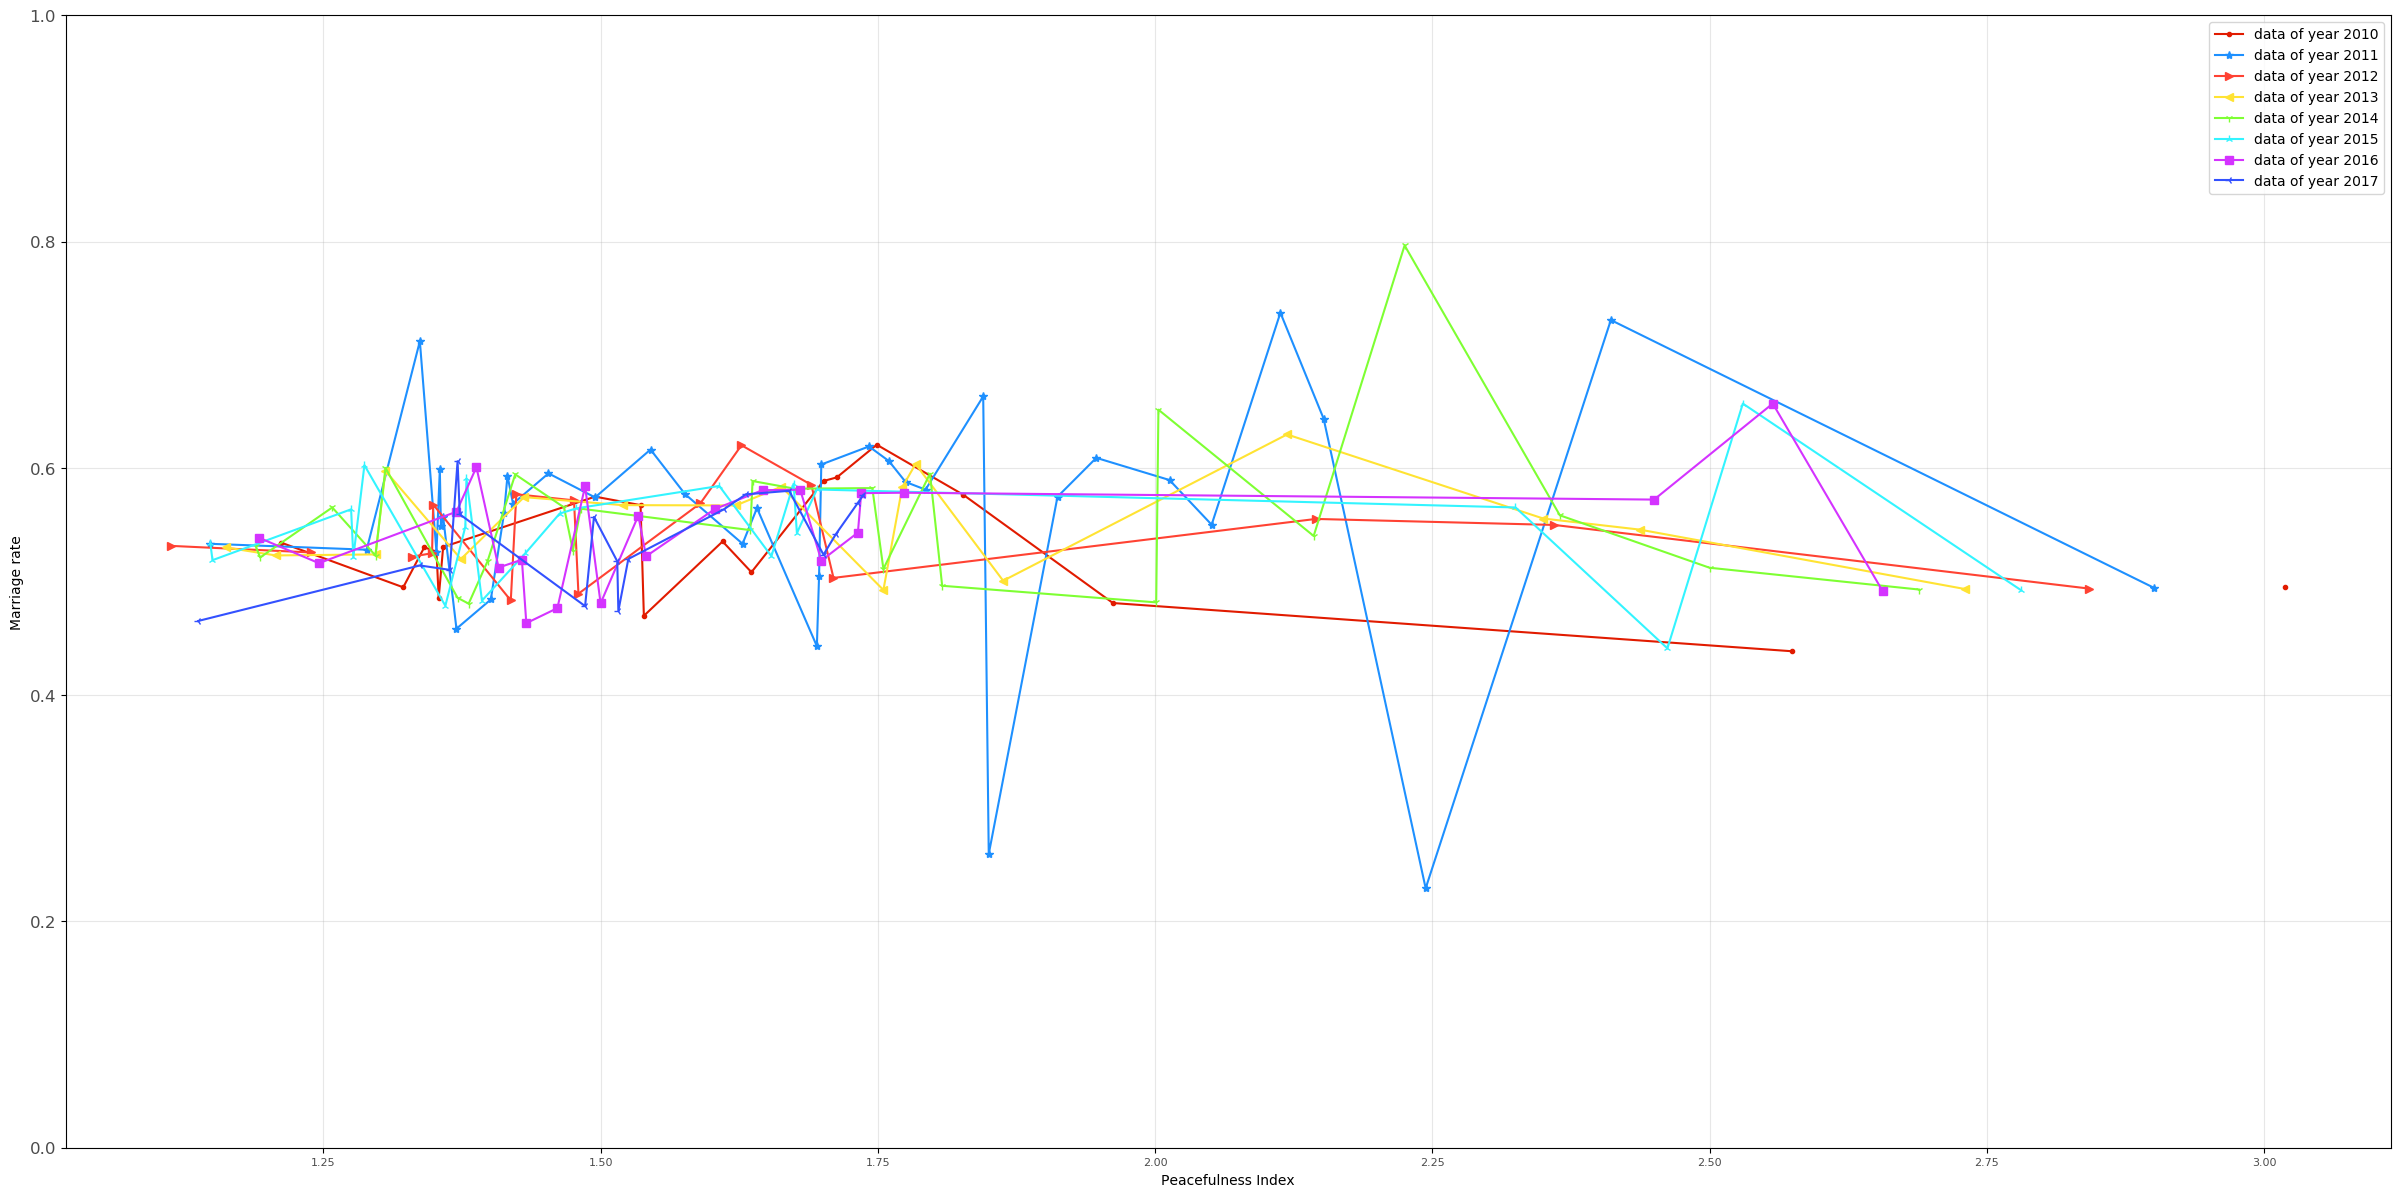 1.0
0.8
0.6
0.4
0.2
0.0
Marriage rate
data of year 2010
data of year 2011
data of year 2012
data of year 2013
data of year 2014
data of year 2015
data of year 2016
data of year 2017
1.25 1.50 1.75 2.00 2.25 2.50 2.75 3.00
Peacefulness Index